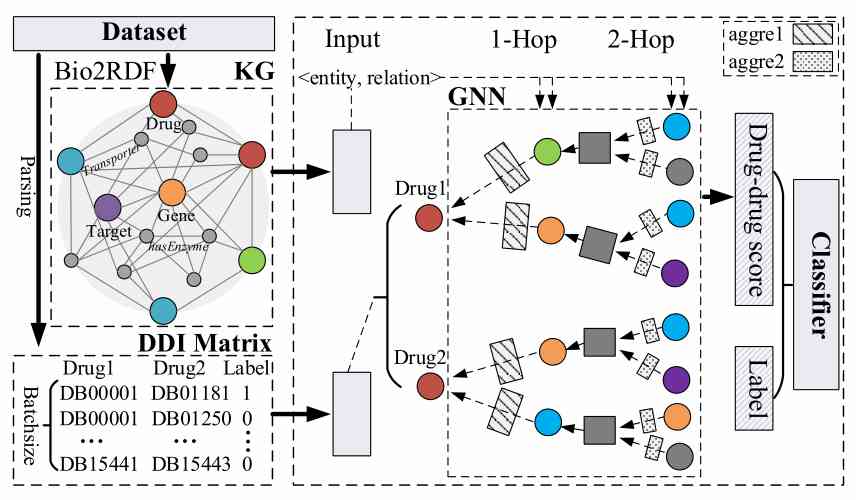 Dataset
Bio2RDF
KG
Parsing
Drug
Transporter
Gene
Target
hasEnzyme
DDI Matrix
Drug1 Drug2 Label
Batchsize
DB00001 DB01181 1
DB00001 DB01250 0
... ... ...
DB15441 DB15443 0
Input
1-Hop
2-Hop
aggre1
aggre2
<entity, relation>
GNN
Drug1
Drug2
Drug-drug score
Label
Classifier